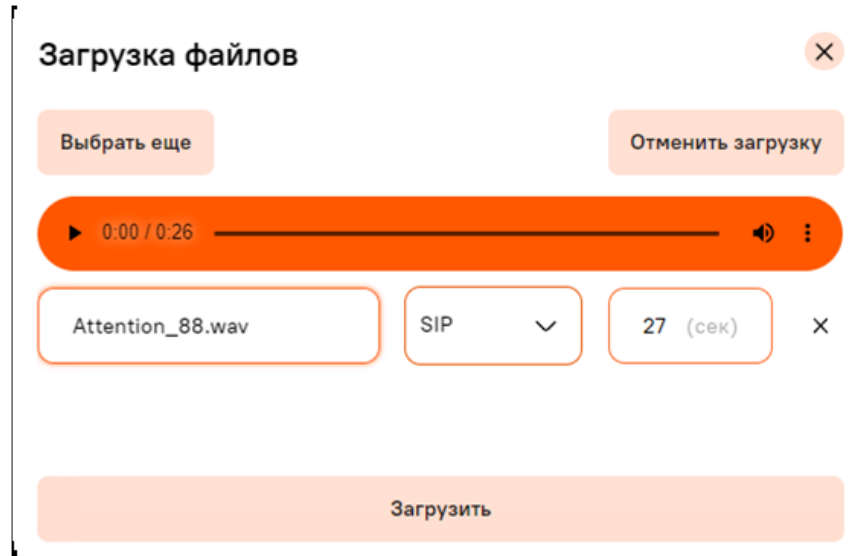 Загрузка файлов
Выбрать еще
Отменить загрузку
0:00 / 0:26
Attention_88.wav
SIP
27 (сек)
Загрузить